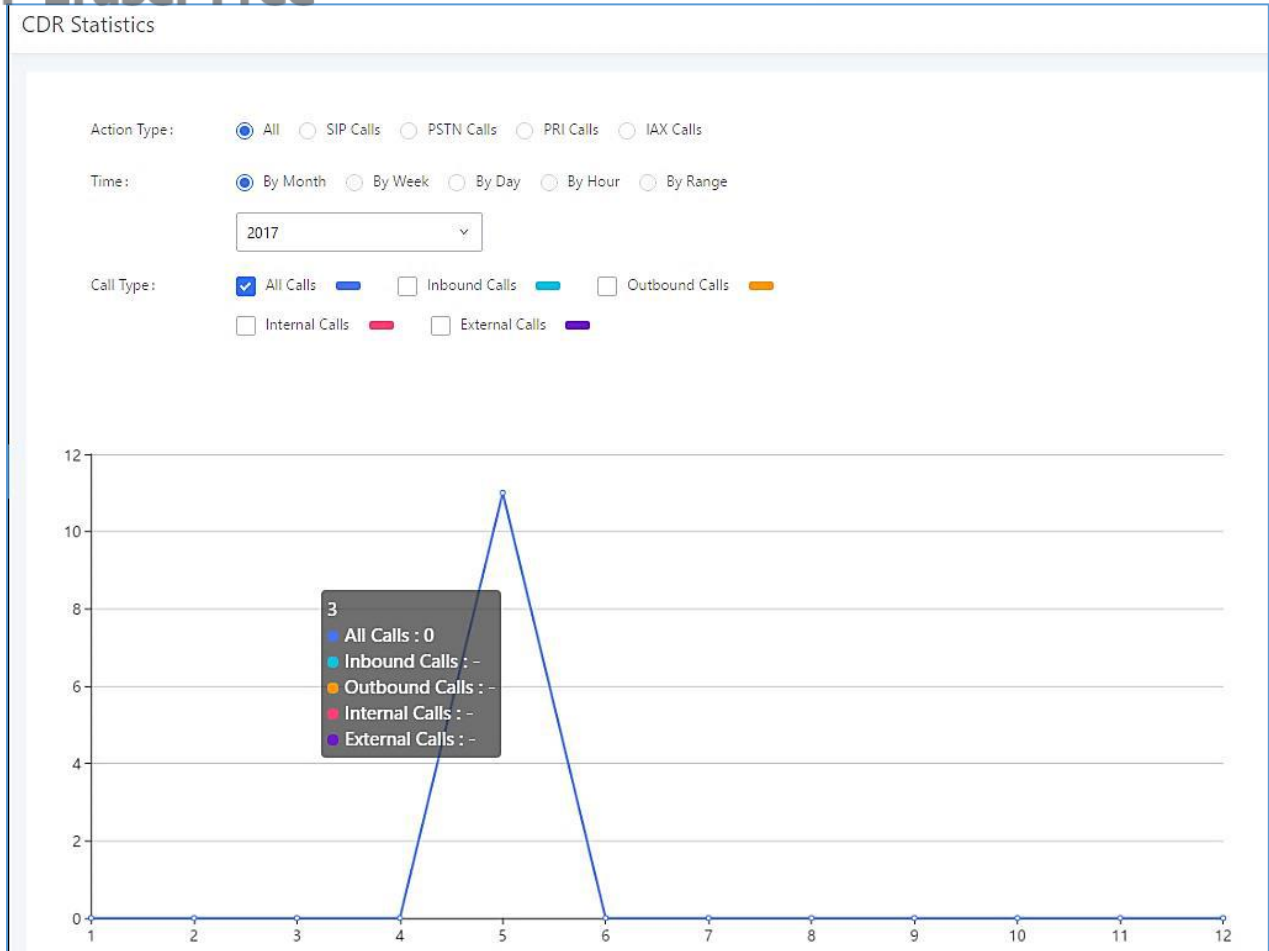 CDR Statistics
Action Type: All SIP Calls PSTN Calls PRI Calls IAX Calls
Time: By Month By Week By Day By Hour By Range
2017
Call Type: All Calls Inbound Calls Outbound Calls
Internal Calls External Calls
12
10
8
6
4
2
0
3
All Calls : 0
Inbound Calls : -
Outbound Calls : -
Internal Calls : -
External Calls : -
1 2 3 4 5 6 7 8 9 10 11 12